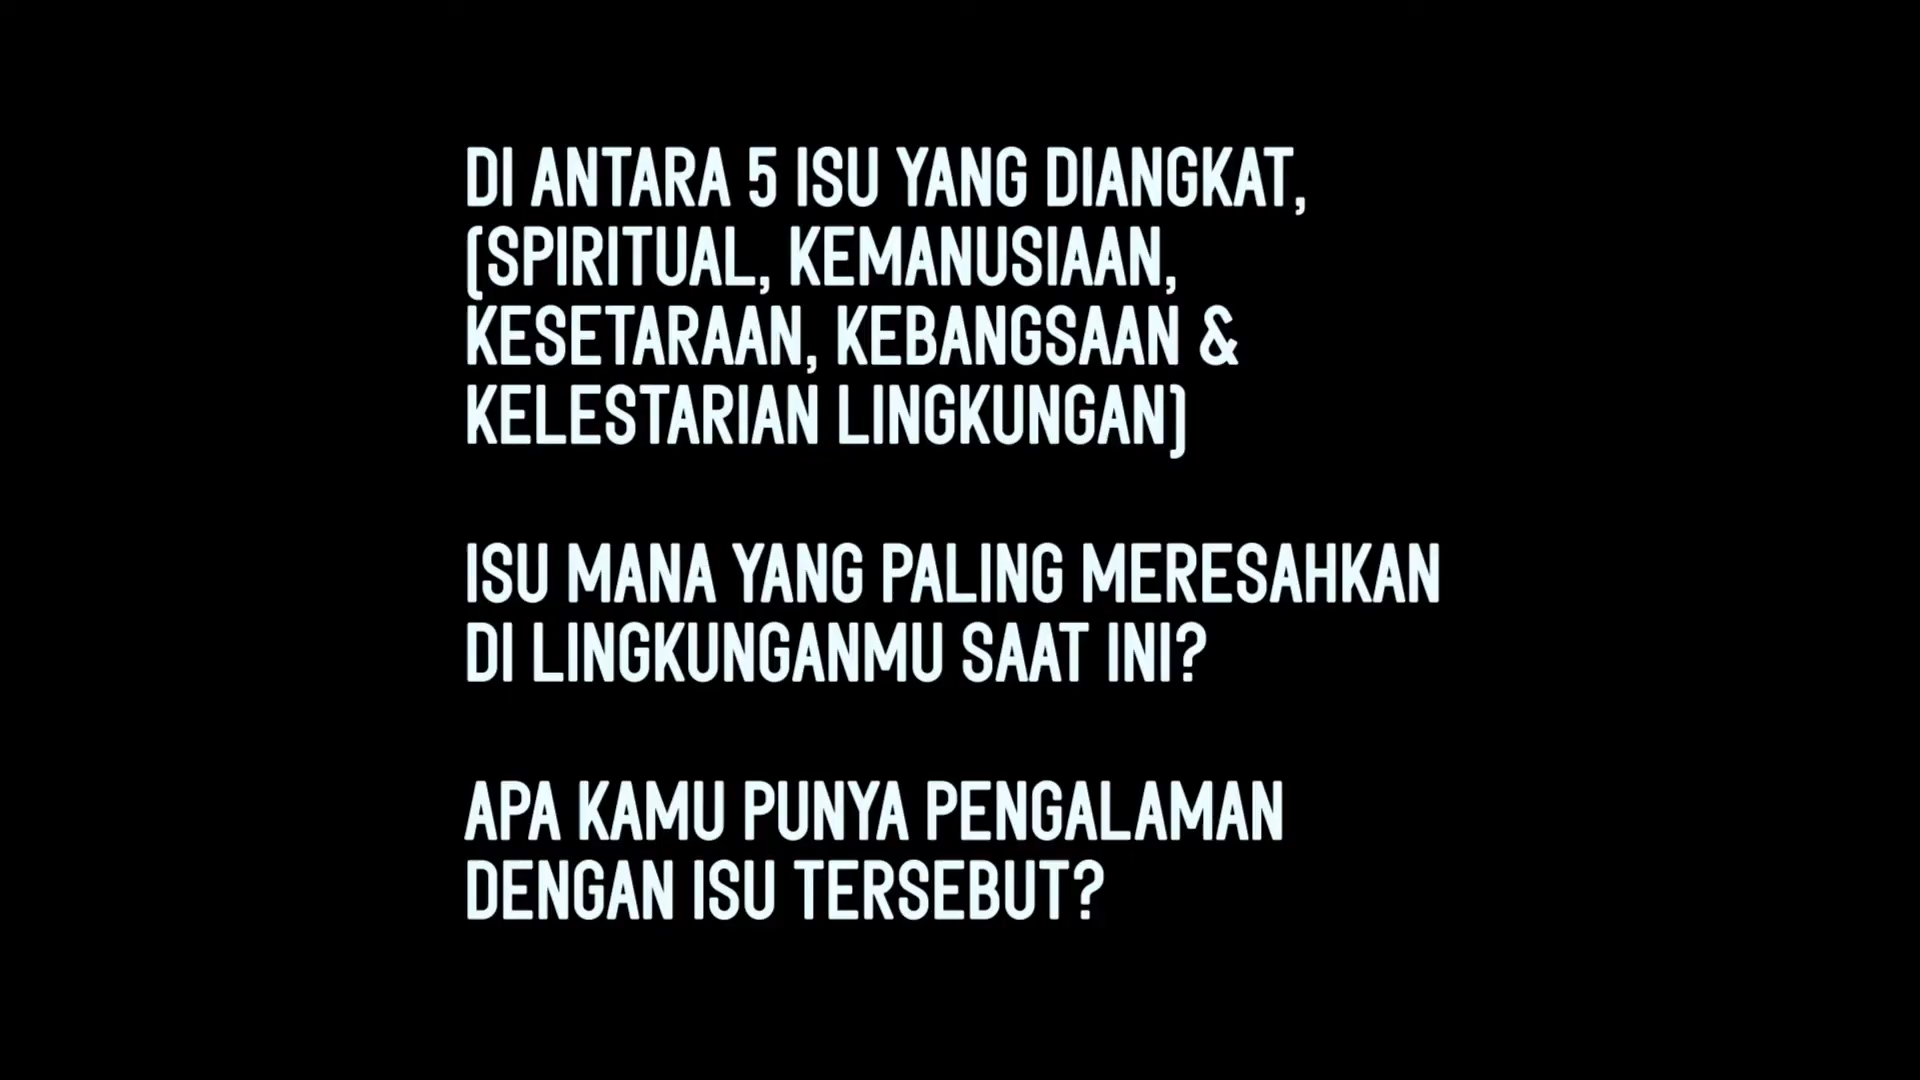 DI ANTARA 5 ISU YANG DIANGKAT,
(SPIRITUAL, KEMANUSIAAN,
KESETARAAN, KEBANGSAAN &
KELESTARIAN LINGKUNGAN)
ISU MANA YANG PALING MERESAHKAN
DI LINGKUNGANMU SAAT INI?
APA KAMU PUNYA PENGALAMAN
DENGAN ISU TERSEBUT?